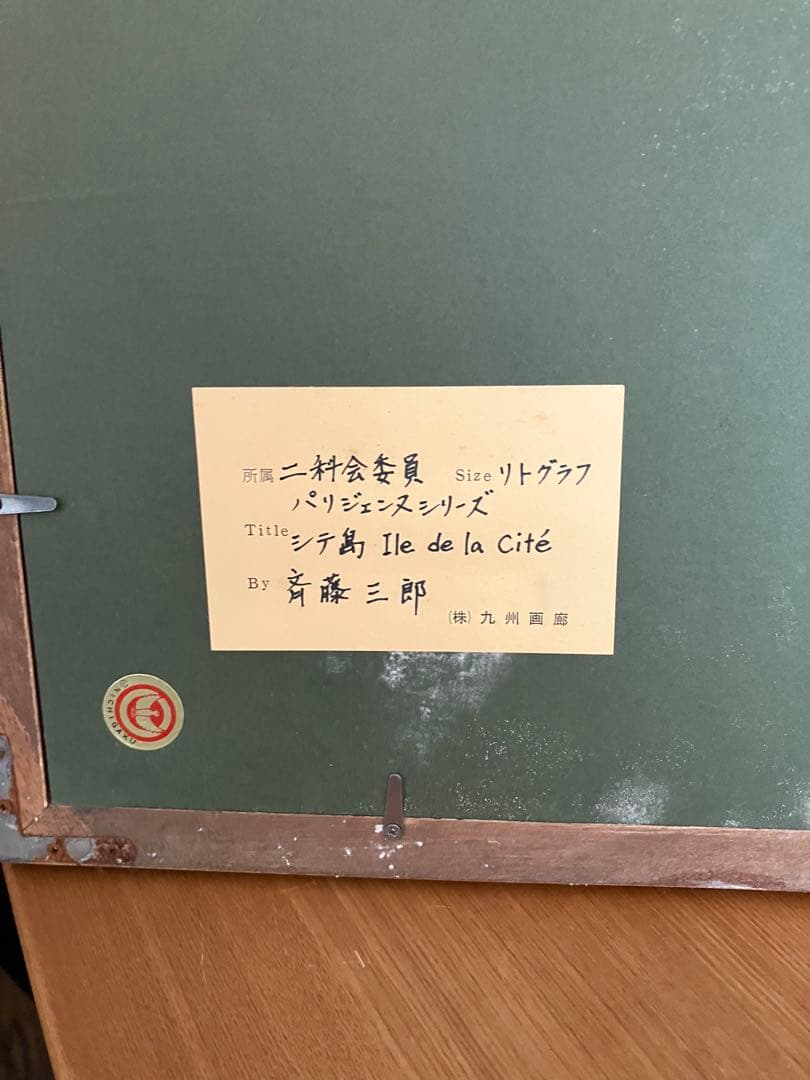 所属 二科会委員 Size リトグラフ
パリジェンヌシリーズ
Title シテ島 Ile de la Cité
By 斉藤三郎
(株) 九州画廊
NICHIGAKU